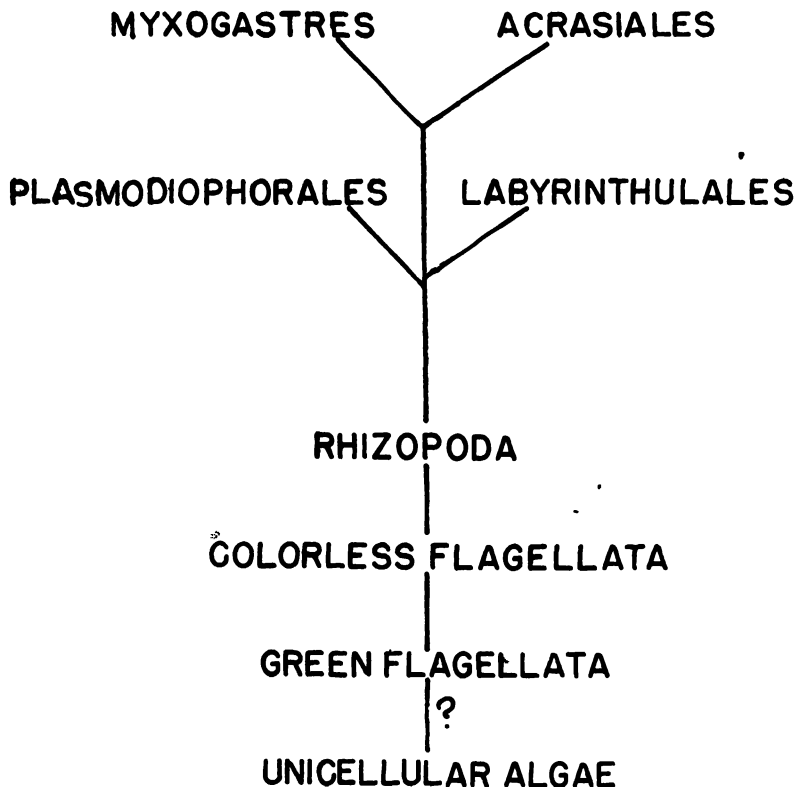 MYXOGASTRES ACRASIALES
PLASMODIOPHORALES LABYRINTHULALES
RHIZOPODA
COLORLESS FLAGELLATA
GREEN FLAGELLATA
?
UNICELLULAR ALGAE